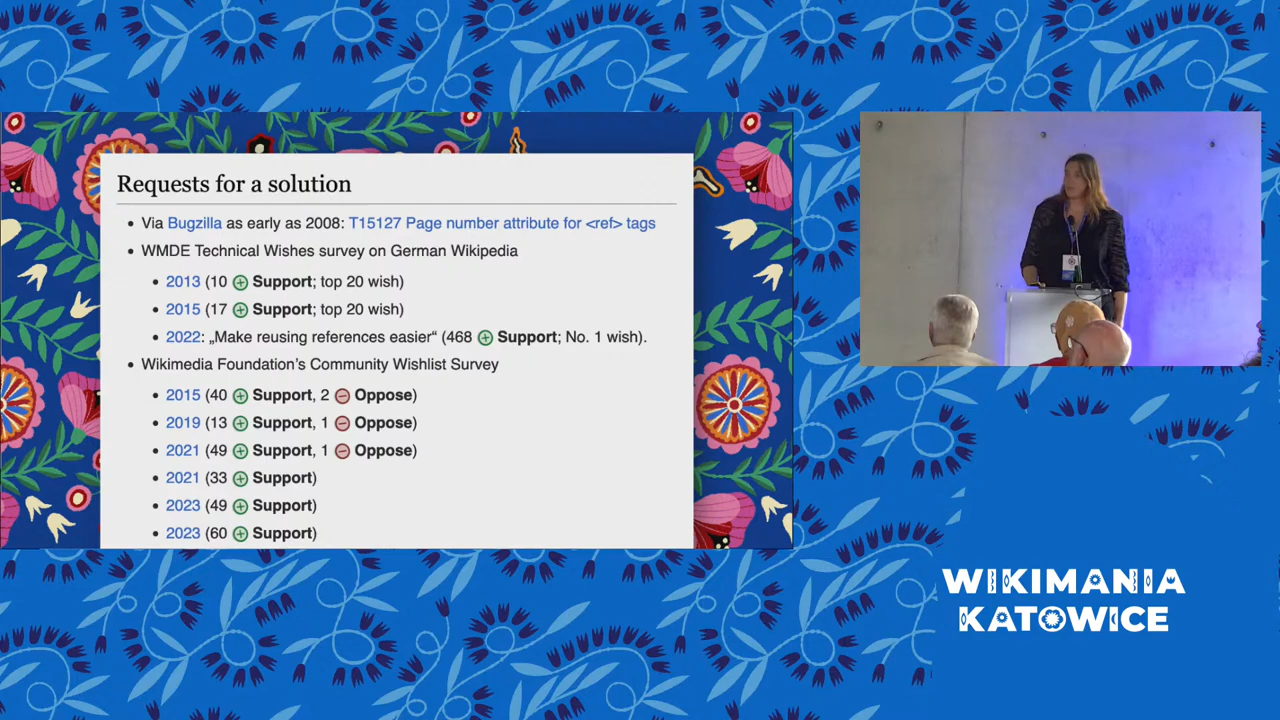 Requests for a solution
• Via Bugzilla as early as 2008: T15127 Page number attribute for <ref> tags
• WMDE Technical Wishes survey on German Wikipedia
• 2013 (10 Support; top 20 wish)
• 2015 (17 Support; top 20 wish)
• 2022: „Make reusing references easier“ (468 Support; No. 1 wish).
• Wikimedia Foundation’s Community Wishlist Survey
• 2015 (40 Support, 2 Oppose)
• 2019 (13 Support, 1 Oppose)
• 2021 (49 Support, 1 Oppose)
• 2021 (33 Support)
• 2023 (49 Support)
• 2023 (60 Support)
WIKIMANIA
KATOWICE